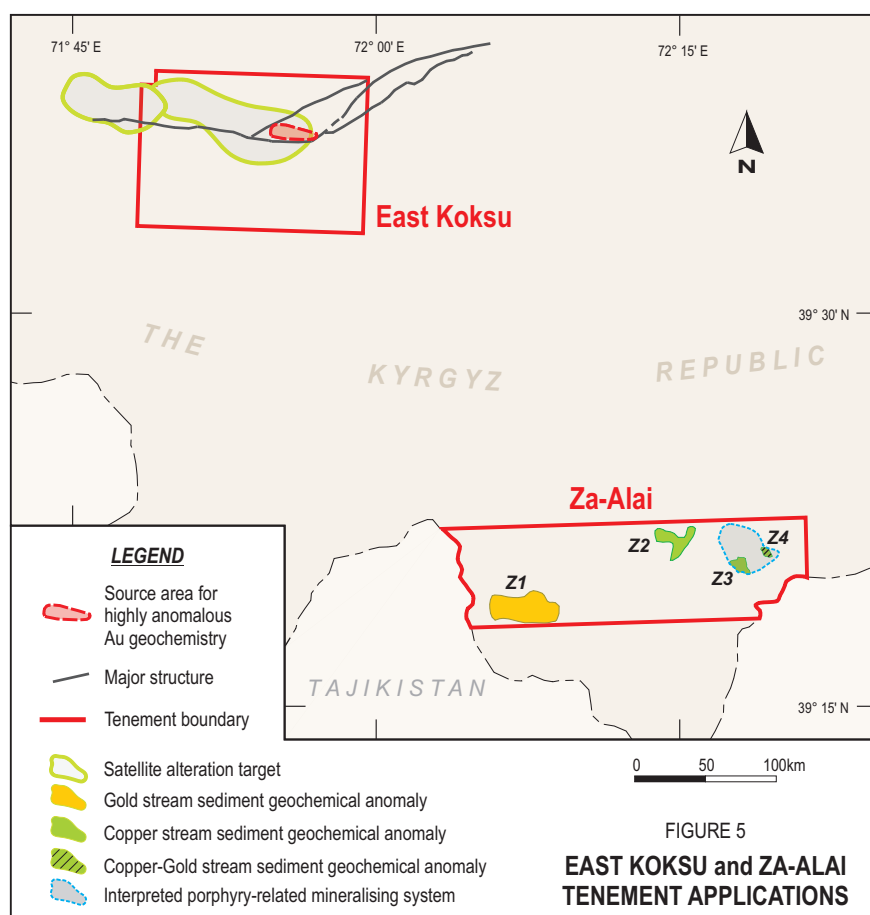 71° 45' E
72° 00' E
72° 15' E
N
East Koksu
39° 30' N
THE KYRGYZ REPUBLIC
Za-Alai
Z1
Z2
Z3
Z4
TAJIKISTAN
39° 15' N
LEGEND
Source area for
highly anomalous
Au geochemistry
Major structure
Tenement boundary
Satellite alteration target
Gold stream sediment geochemical anomaly
Copper stream sediment geochemical anomaly
Copper-Gold stream sediment geochemical anomaly
Interpreted porphyry-related mineralising system
0 50 100km
FIGURE 5
EAST KOKSU and ZA-ALAI
TENEMENT APPLICATIONS